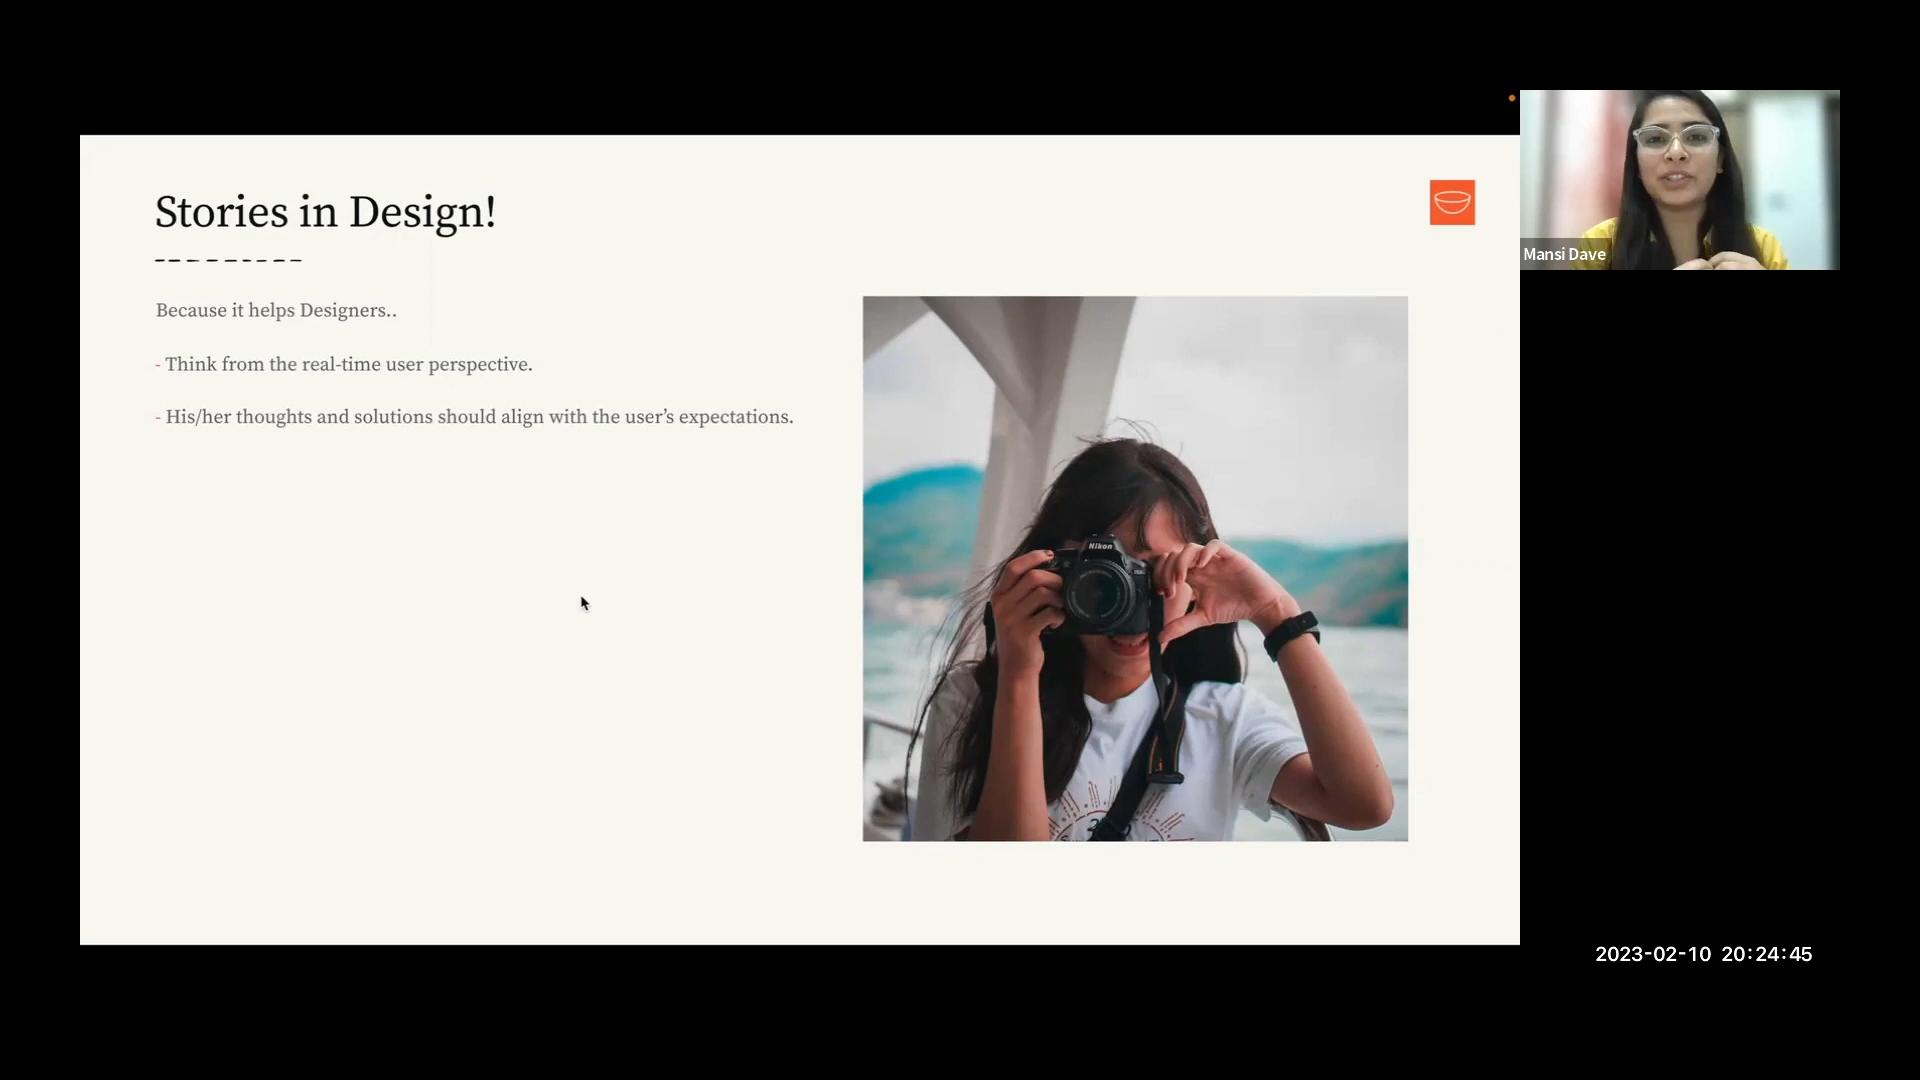 Stories in Design!
Because it helps Designers..
- Think from the real-time user perspective.
- His/her thoughts and solutions should align with the user’s expectations.
Nikon
Mansi Dave
2023-02-10 20:24:45